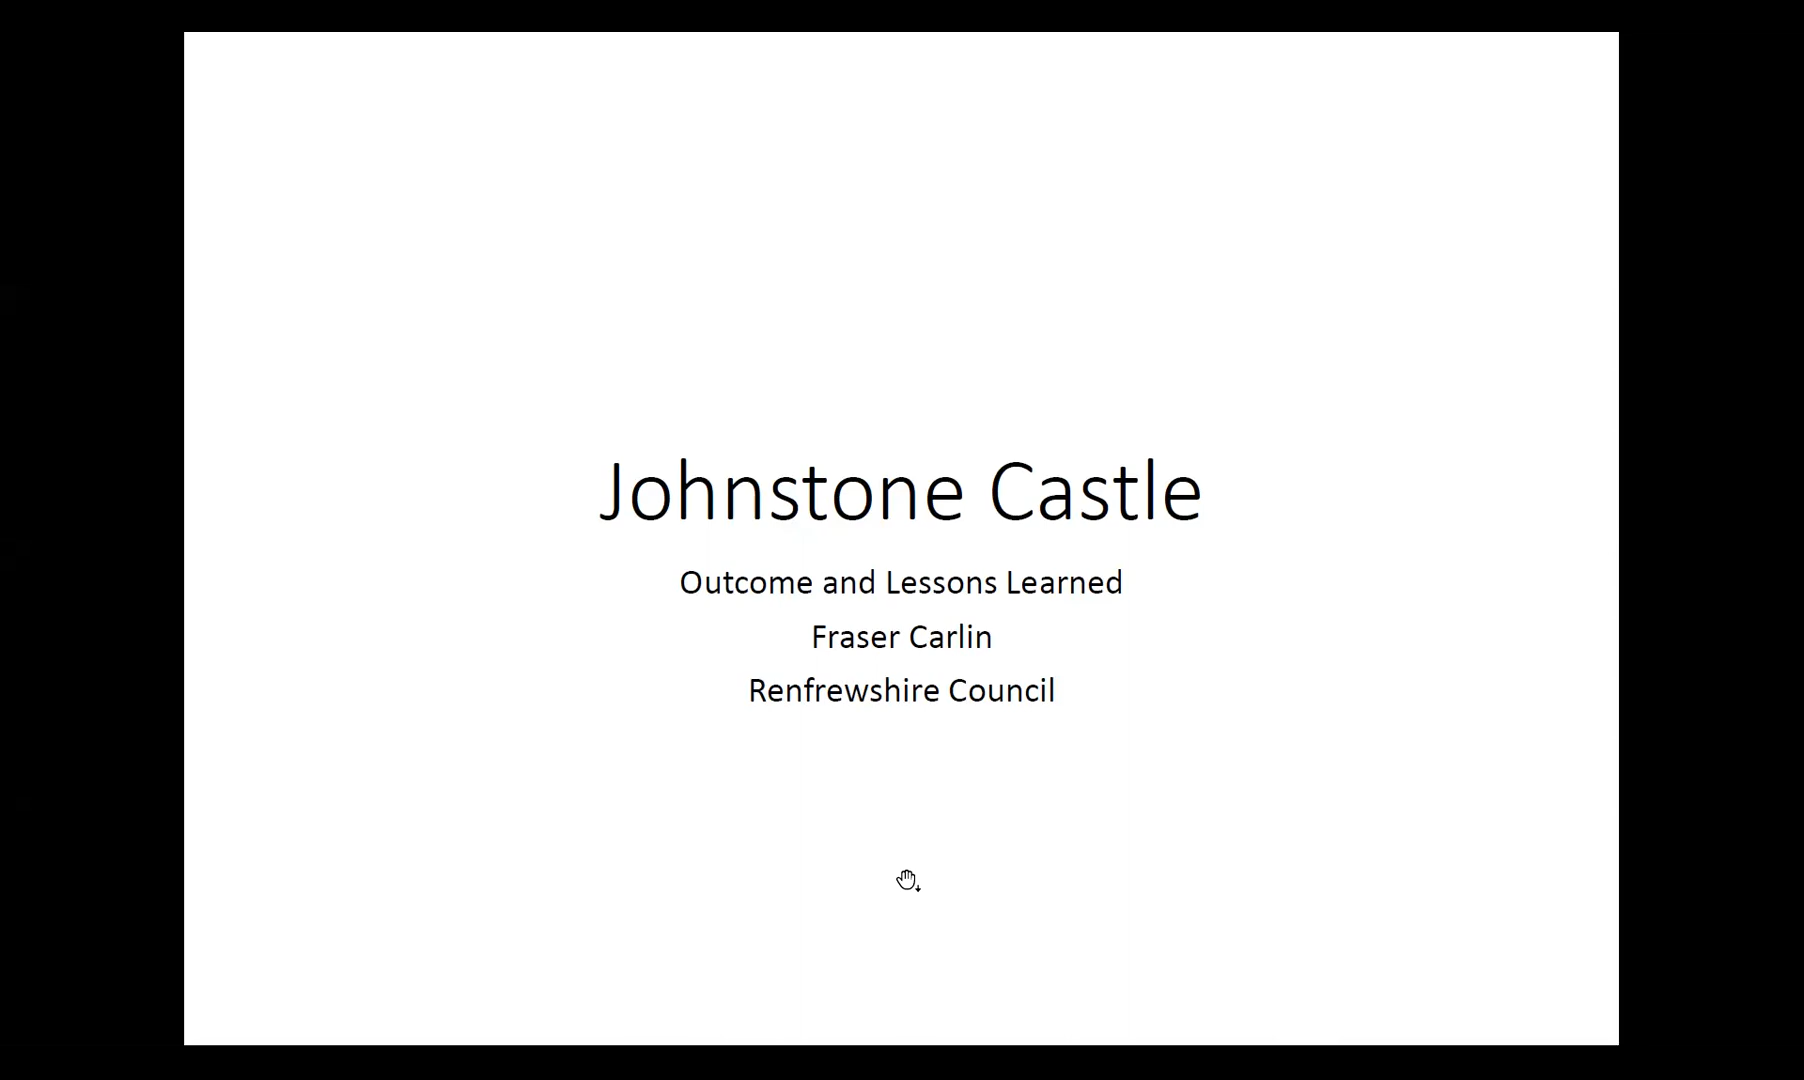 Johnstone Castle
Outcome and Lessons Learned
Fraser Carlin
Renfrewshire Council